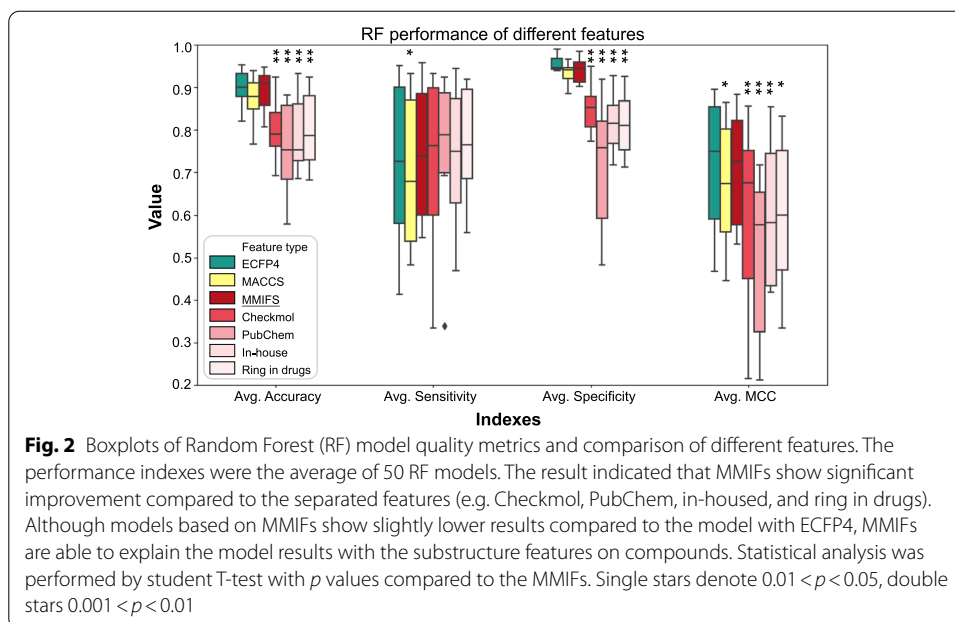 RF performance of different features
1.0
0.9
0.8
0.7
0.6
0.5
0.4
0.3
0.2
Value
* * * * * * * *
*
* * * * * * * *
* * * * * * * *
Feature type
ECFP4
MACCS
MMIFS
Checkmol
PubChem
In-house
Ring in drugs
Avg. Accuracy Avg. Sensitivity Avg. Specificity Avg. MCC
Indexes
Fig. 2 Boxplots of Random Forest (RF) model quality metrics and comparison of different features. The
performance indexes were the average of 50 RF models. The result indicated that MMIFs show significant
improvement compared to the separated features (e.g. Checkmol, PubChem, in-housed, and ring in drugs).
Although models based on MMIFs show slightly lower results compared to the model with ECFP4, MMIFs
are able to explain the model results with the substructure features on compounds. Statistical analysis was
performed by student T-test with p values compared to the MMIFs. Single stars denote 0.01 < p < 0.05, double
stars 0.001 < p < 0.01